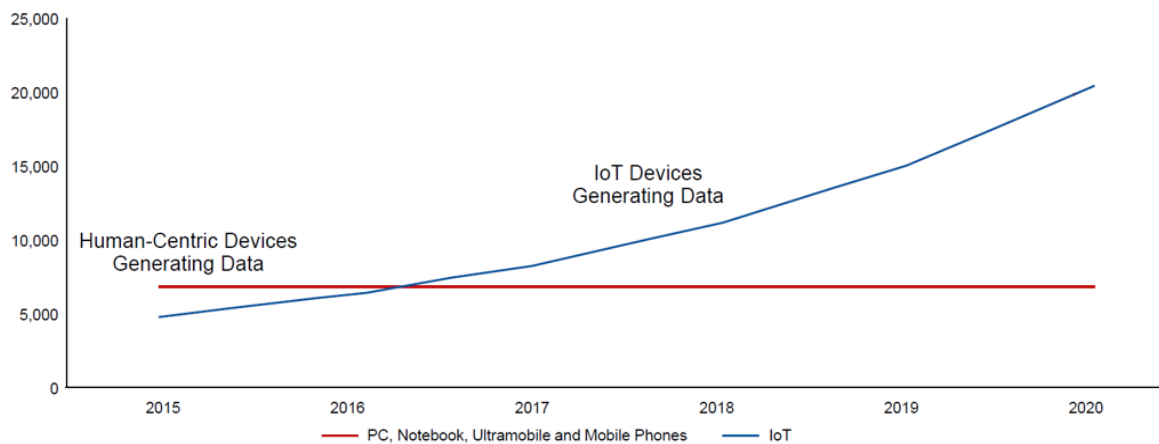 25,000
20,000
15,000
10,000
5,000
0
IoT Devices
Generating Data
Human-Centric Devices
Generating Data
2015 2016 2017 2018 2019 2020
PC, Notebook, Ultramobile and Mobile Phones IoT